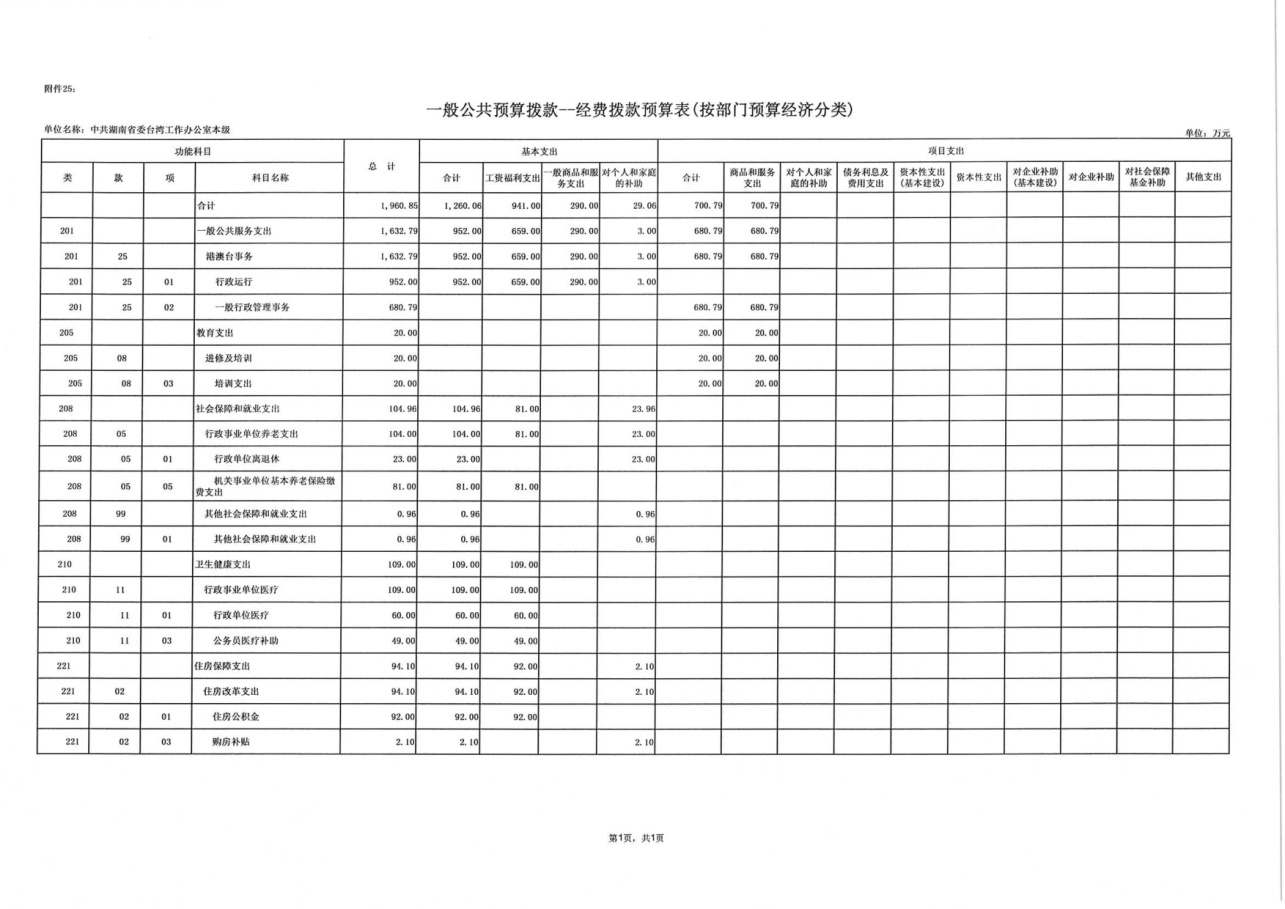 附件25:
一般公共预算拨款--经费拨款预算表(按部门预算经济分类)
单位名称: 中共湖南省委台湾工作办公室本级
单位: 万元
功能科目 总 计 基本支出 项目支出
类 款 项 科目名称 合计 工资福利支出 一般商品和服务支出 对个人和家庭的补助 合计 商品和服务支出 对个人和家庭的补助 债务利息及费用支出 资本性支出(基本建设) 资本性支出 对企业补助(基本建设) 对企业补助 对社会保障基金补助 其他支出
合计 1,960.85 1,260.06 941.00 290.00 29.06 700.79 700.79
201 一般公共服务支出 1,632.79 952.00 659.00 290.00 3.00 680.79 680.79
201 25 港澳台事务 1,632.79 952.00 659.00 290.00 3.00 680.79 680.79
201 25 01 行政运行 952.00 952.00 659.00 290.00 3.00
201 25 02 一般行政管理事务 680.79 680.79 680.79
205 教育支出 20.00 20.00 20.00
205 08 进修及培训 20.00 20.00 20.00
205 08 03 培训支出 20.00 20.00 20.00
208 社会保障和就业支出 104.96 104.96 81.00 23.96
208 05 行政事业单位养老支出 104.00 104.00 81.00 23.00
208 05 01 行政单位离退休 23.00 23.00 23.00
208 05 05 机关事业单位基本养老保险缴费支出 81.00 81.00 81.00
208 99 其他社会保障和就业支出 0.96 0.96 0.96
208 99 01 其他社会保障和就业支出 0.96 0.96 0.96
210 卫生健康支出 109.00 109.00 109.00
210 11 行政事业单位医疗 109.00 109.00 109.00
210 11 01 行政单位医疗 60.00 60.00 60.00
210 11 03 公务员医疗补助 49.00 49.00 49.00
221 住房保障支出 94.10 94.10 92.00 2.10
221 02 住房改革支出 94.10 94.10 92.00 2.10
221 02 01 住房公积金 92.00 92.00 92.00
221 02 03 购房补贴 2.10 2.10 2.10
第1页, 共1页